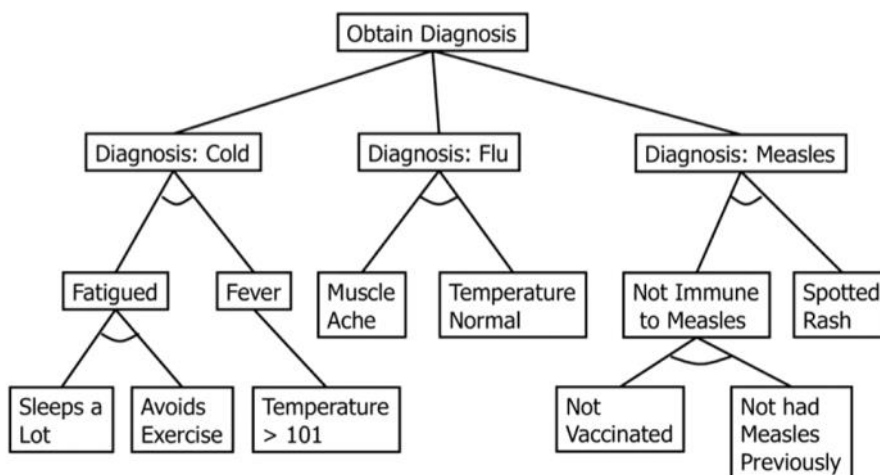 Obtain Diagnosis
Diagnosis: Cold
Diagnosis: Flu
Diagnosis: Measles
Fatigued
Fever
Muscle
Ache
Temperature
Normal
Not Immune
to Measles
Spotted
Rash
Sleeps a
Lot
Avoids
Exercise
Temperature
> 101
Not
Vaccinated
Not had
Measles
Previously